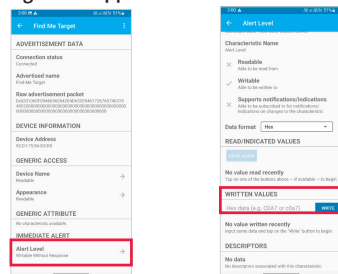 Find Me Target
ADVERTISEMENT DATA
Connection status
Connected
Advertised name
Find Me Target
Raw advertisement packet
DEVICE INFORMATION
Device Address
GENERIC ACCESS
Device Name
Readable
Appearance
Readable
GENERIC ATTRIBUTE
No characteristic available
IMMEDIATE ALERT
Alert Level
Writable Without Response
Alert Level
Characteristic Name
Alert Level
Readable
Able to be read from
Writable
Able to be written to
Supports notifications/indications
Able to be subscribed to for notifications/
indications on changes to the characteristic
Data format Hex
READ/INDICATED VALUES
READ AGAIN
No value read recently
Tap on one of the buttons above – if available – to begin
WRITTEN VALUES
Hex data (e.g. C0A7 or c0a7) WRITE
No value written recently
Input some data and tap on the 'Write' button to begin
DESCRIPTORS
No data
No descriptors associated with this characteristic